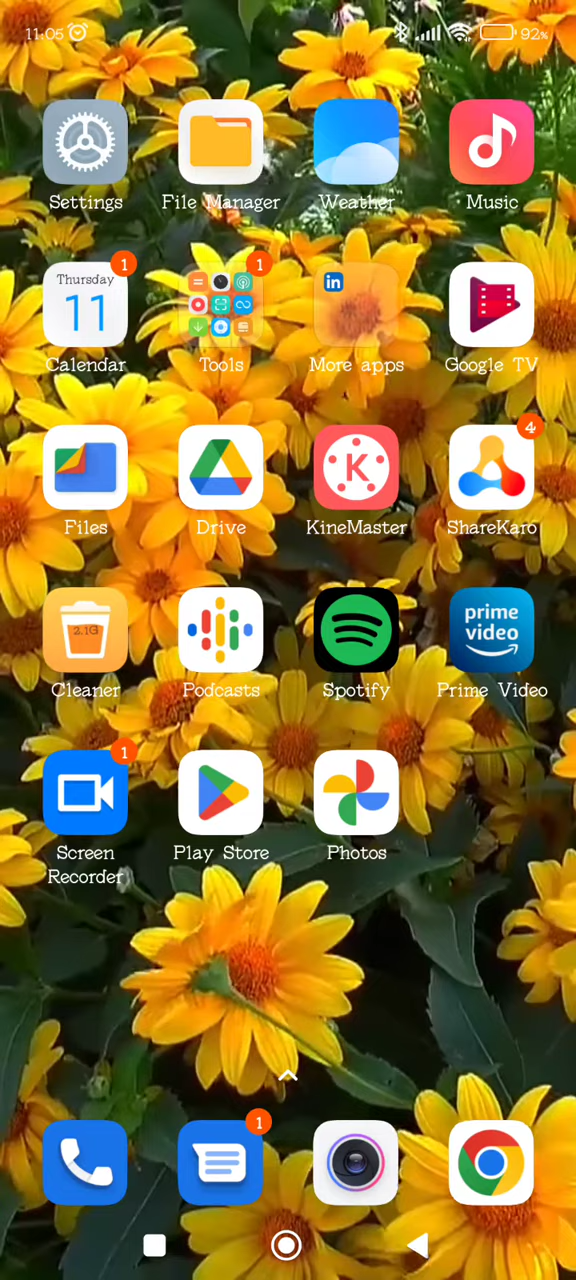 11:05
92%
Settings
File Manager
Weather
Music
1
1
Thursday
11
in
Calendar
Tools
More apps
Google TV
4
K
Files
Drive
KineMaster
ShareKaro
2.1G
prime
video
Cleaner
Podcasts
Spotify
Prime Video
1
Screen
Recorder
Play Store
Photos
1